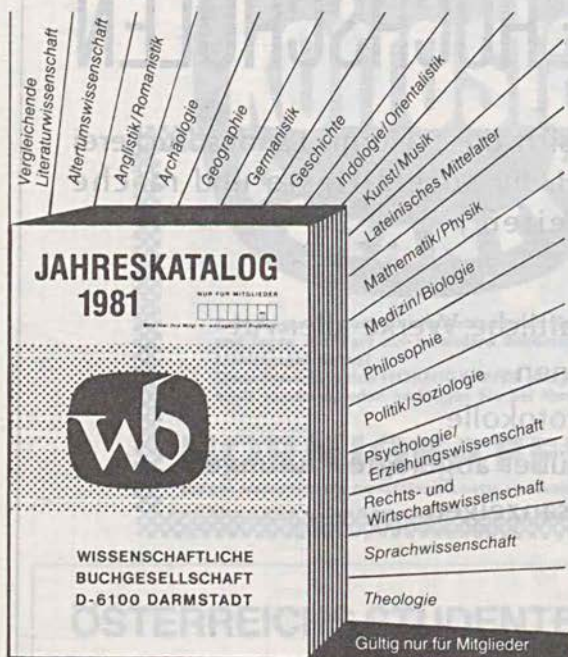 Vergleichende
Literaturwissenschaft
Altertumswissenschaft
Anglistik/Romanistik
Archäologie
Geographie
Germanistik
Geschichte
Indologie/Orientalistik
Kunst/Musik
Lateinisches Mittelalter
Mathematik/Physik
Medizin/Biologie
Philosophie
Politik/Soziologie
Psychologie/
Erziehungswissenschaft
Rechts- und
Wirtschaftswissenschaft
Sprachwissenschaft
Theologie
JAHRESKATALOG
1981
NUR FÜR MITGLIEDER
wb
WISSENSCHAFTLICHE
BUCHGESELLSCHAFT
D-6100 DARMSTADT
Gültig nur für Mitglieder